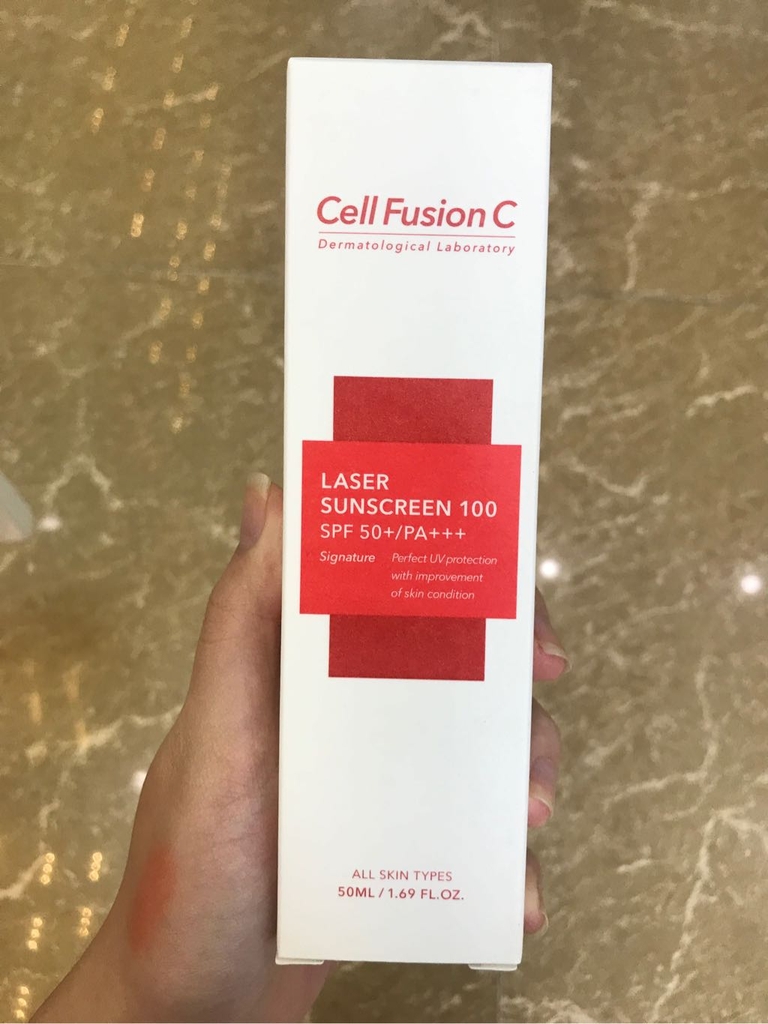 Cell Fusion C
Dermatological Laboratory
LASER
SUNSCREEN 100
SPF 50+/PA+++
Signature Perfect UV protection
with improvement
of skin condition
ALL SKIN TYPES
50ML / 1.69 FL.OZ.